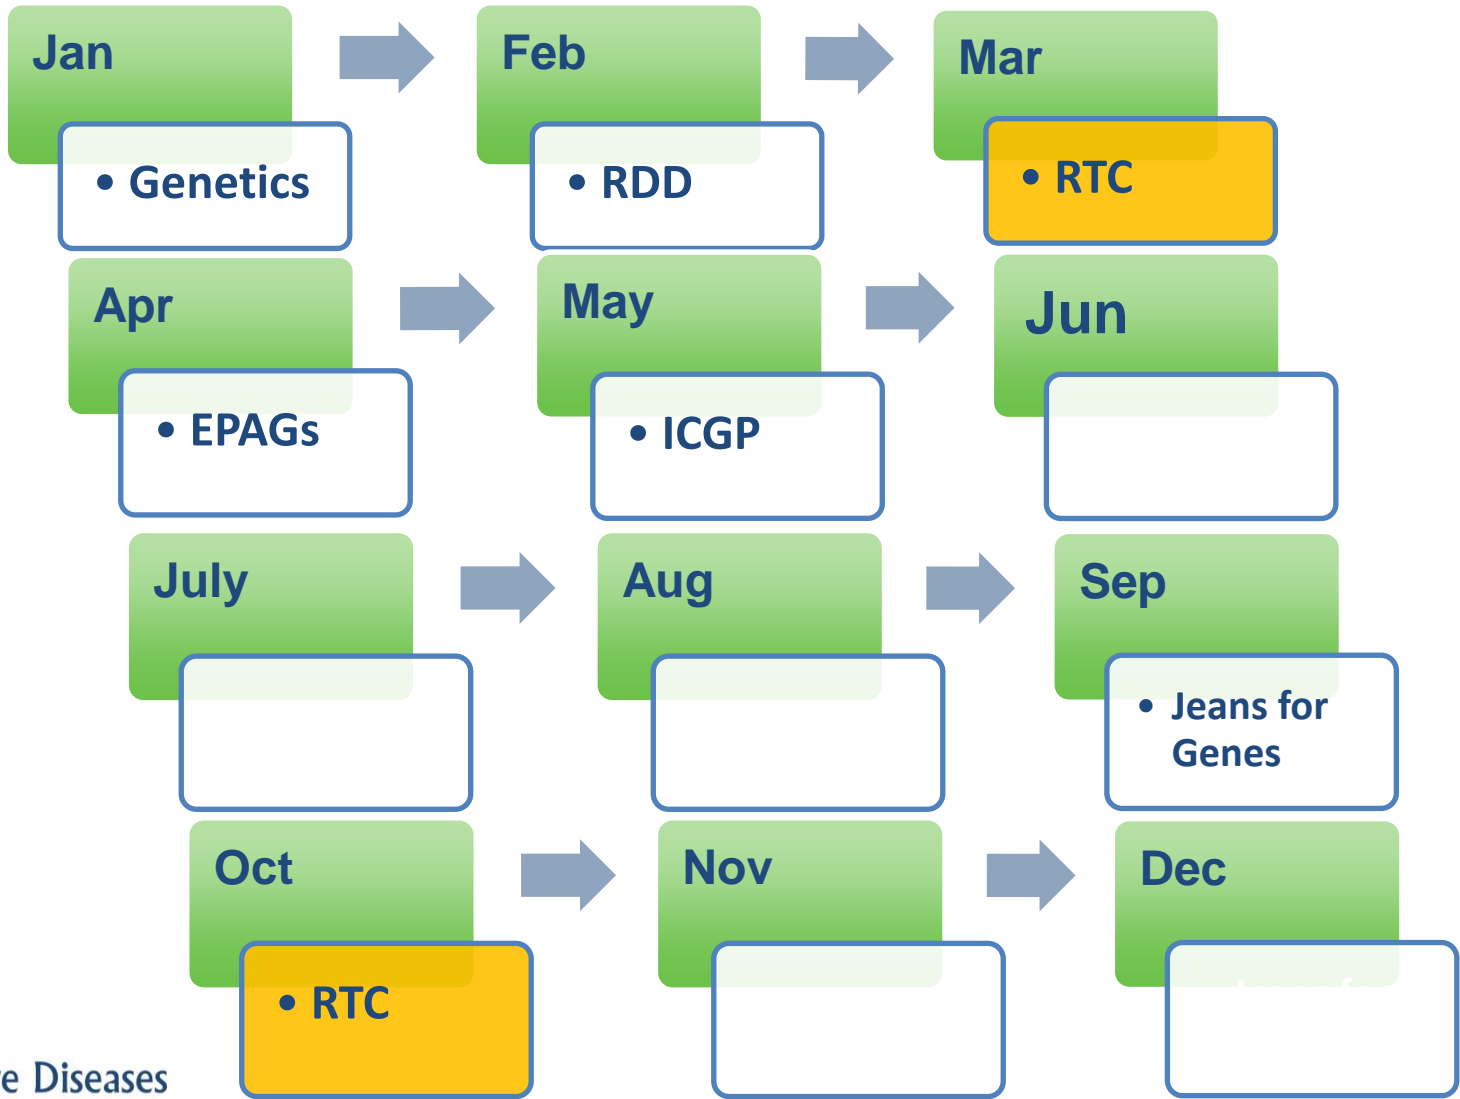 Jan
Feb
Mar
• Genetics
• RDD
• RTC
Apr
May
Jun
• EPAGs
• ICGP
July
Aug
Sep
• Jeans for
Genes
Oct
Nov
Dec
• RTC
e Diseases